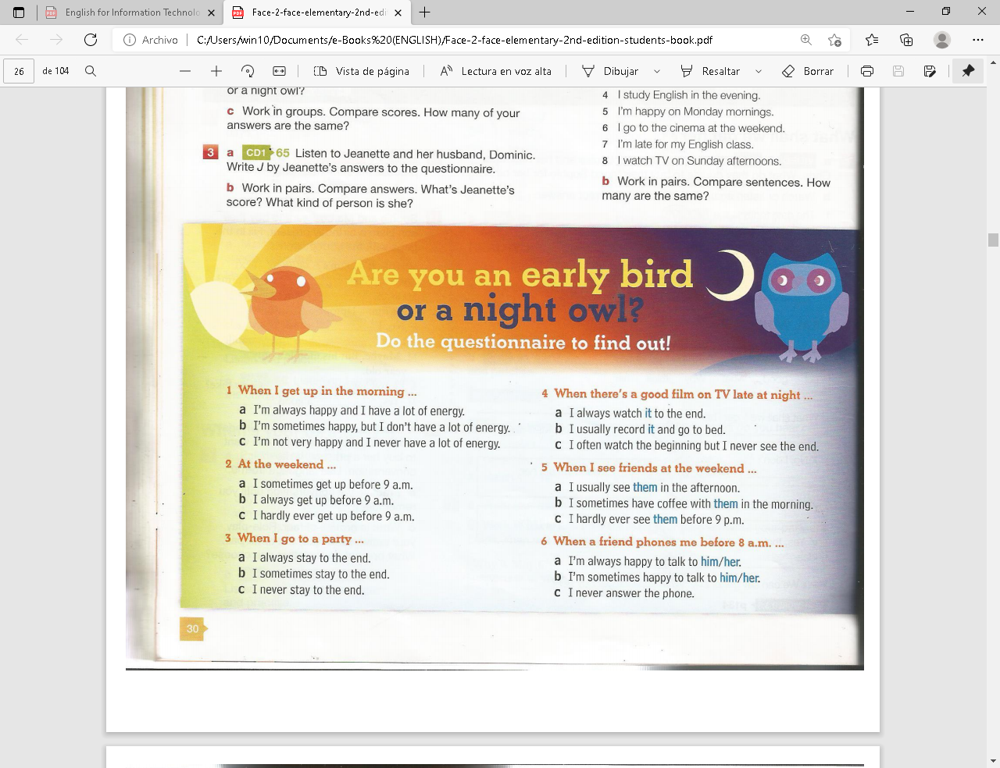 English for Information Technolo
Face-2-face-elementary-2nd-edi
Archivo
C:/Users/win10/Documents/e-Books%20(ENGLISH)/Face-2-face-elementary-2nd-edition-students-book.pdf
26
de 104
Vista de página
Lectura en voz alta
Dibujar
Resaltar
Borrar
or a night owl?
c Work in groups. Compare scores. How many of your
answers are the same?
3 a CD1 65 Listen to Jeanette and her husband, Dominic.
Write J by Jeanette's answers to the questionnaire.
b Work in pairs. Compare answers. What's Jeanette's
score? What kind of person is she?
4 I study English in the evening.
5 I'm happy on Monday mornings.
6 I go to the cinema at the weekend.
7 I'm late for my English class.
8 I watch TV on Sunday afternoons.
b Work in pairs. Compare sentences. How
many are the same?
Are you an early bird
or a night owl?
Do the questionnaire to find out!
1 When I get up in the morning ...
a I'm always happy and I have a lot of energy.
b I'm sometimes happy, but I don't have a lot of energy.
c I'm not very happy and I never have a lot of energy.
2 At the weekend ...
a I sometimes get up before 9 a.m.
b I always get up before 9 a.m.
c I hardly ever get up before 9 a.m.
3 When I go to a party ...
a I always stay to the end.
b I sometimes stay to the end.
c I never stay to the end.
4 When there's a good film on TV late at night ...
a I always watch it to the end.
b I usually record it and go to bed.
c I often watch the beginning but I never see the end.
5 When I see friends at the weekend ...
a I usually see them in the afternoon.
b I sometimes have coffee with them in the morning.
c I hardly ever see them before 9 p.m.
6 When a friend phones me before 8 a.m. ...
a I'm always happy to talk to him/her.
b I'm sometimes happy to talk to him/her.
c I never answer the phone.
30